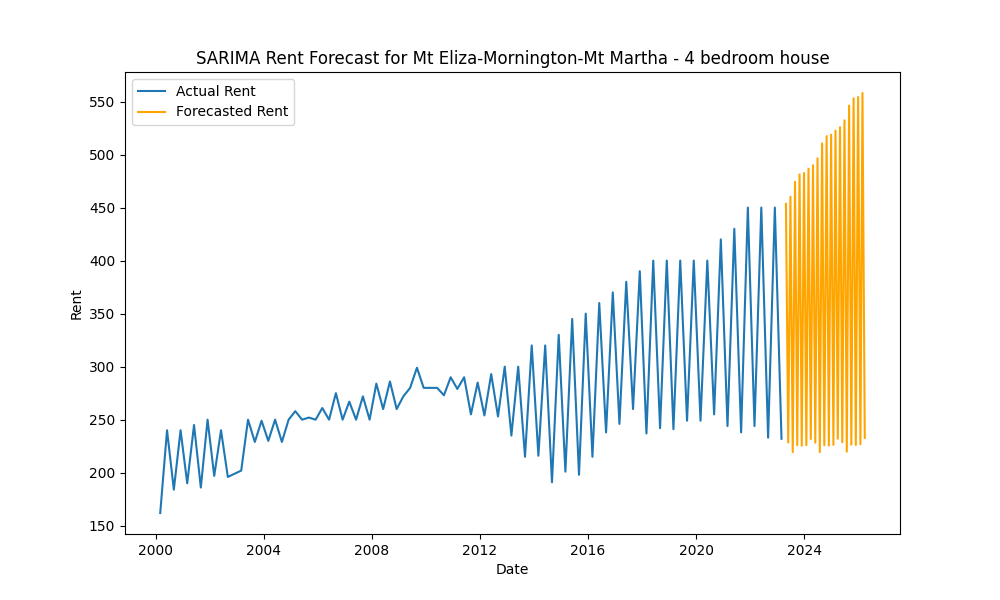 SARIMA Rent Forecast for Mt Eliza-Mornington-Mt Martha - 4 bedroom house
Actual Rent
Forecasted Rent
550
500
450
400
350
300
250
200
150
Rent
2000 2004 2008 2012 2016 2020 2024
Date